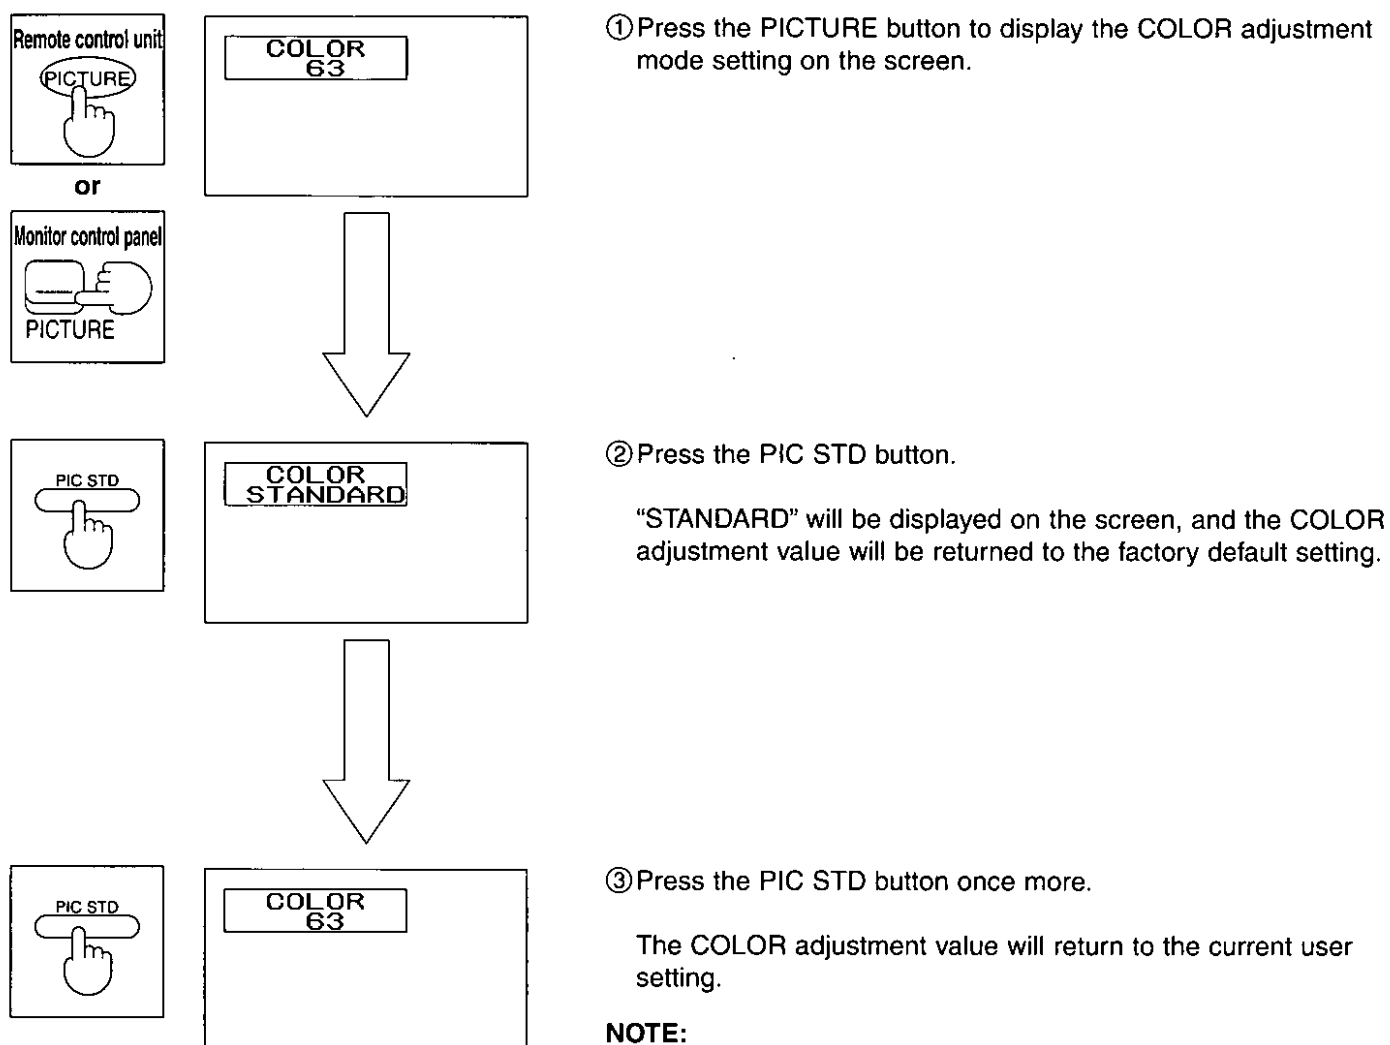 Remote control unit
PICTURE
or
Monitor control panel
PICTURE
COLOR
63
①Press the PICTURE button to display the COLOR adjustment
mode setting on the screen.
PIC STD
COLOR
STANDARD
②Press the PIC STD button.
“STANDARD” will be displayed on the screen, and the COLOR
adjustment value will be returned to the factory default setting.
PIC STD
COLOR
63
③Press the PIC STD button once more.
The COLOR adjustment value will return to the current user
setting.
NOTE: